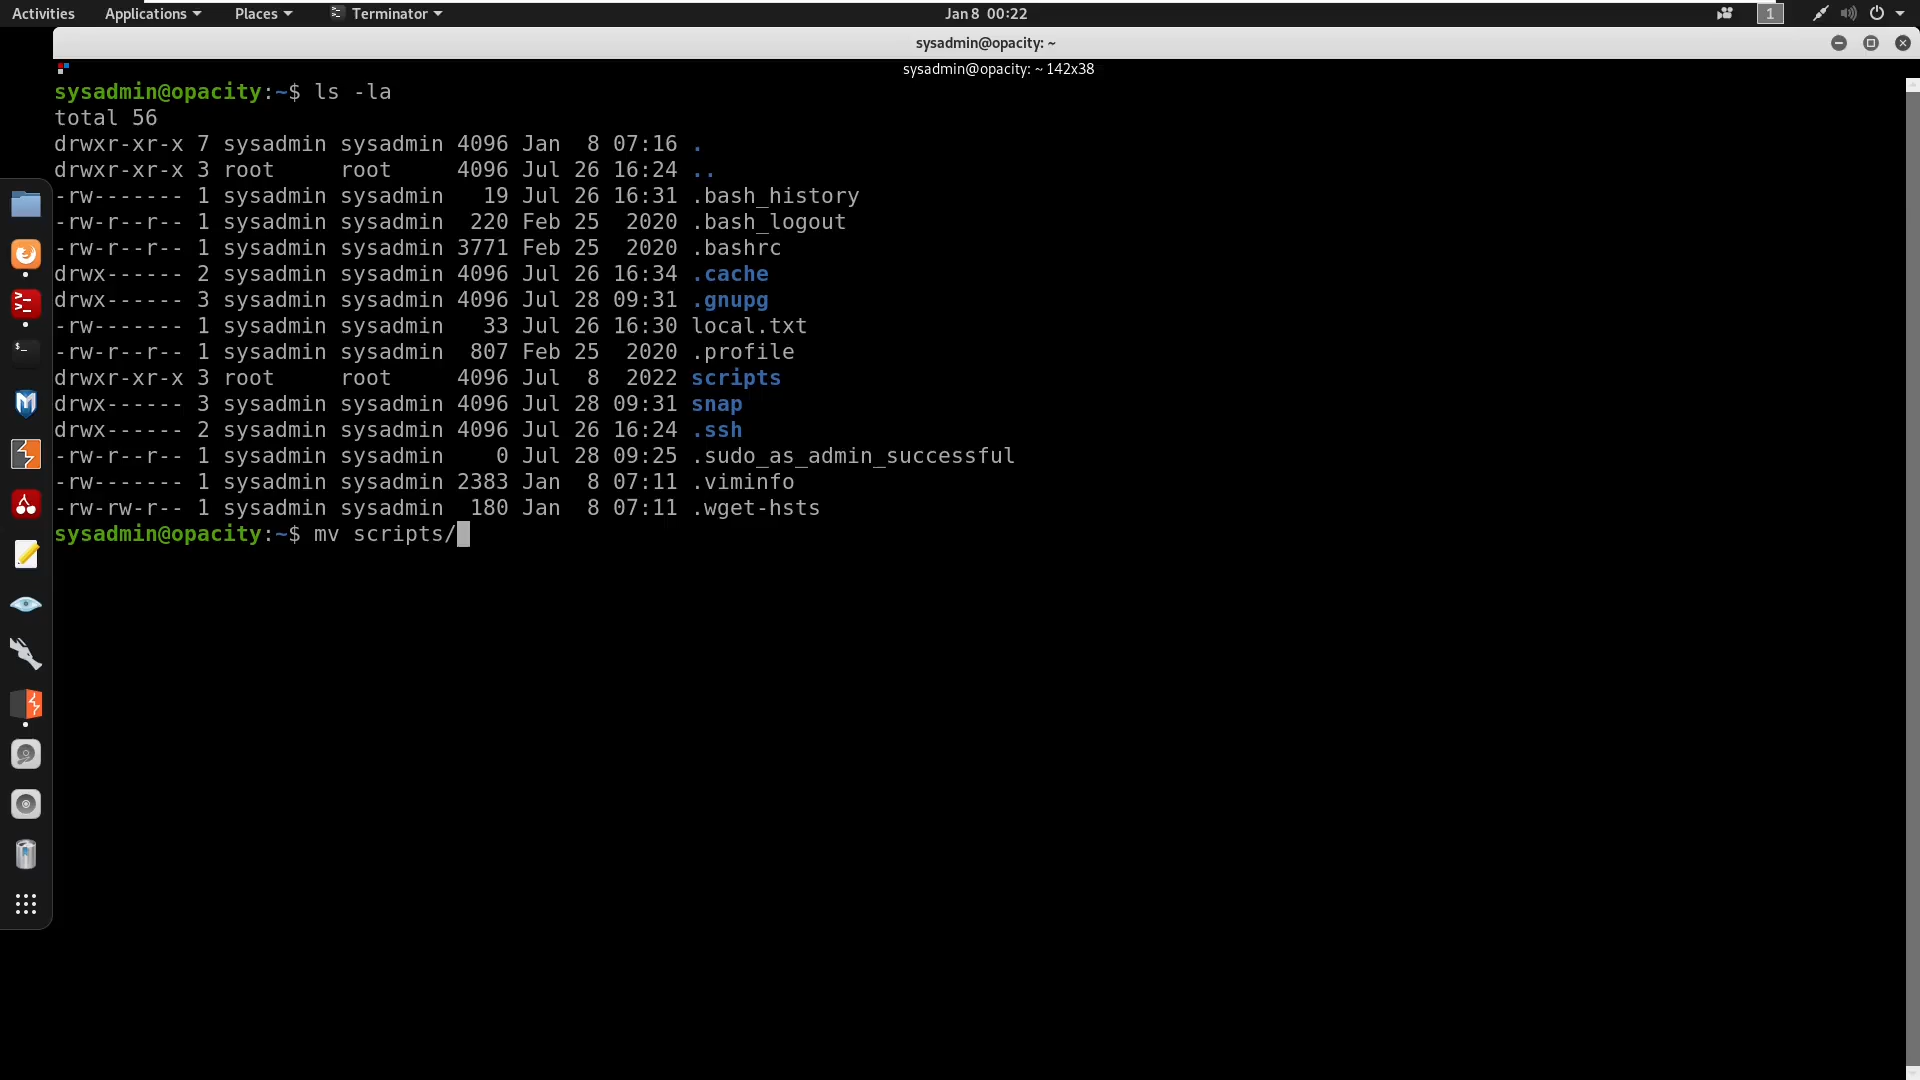 Activities Applications Places Terminator Jan 8 00:22 1
sysadmin@opacity: ~
sysadmin@opacity: ~ 142x38
sysadmin@opacity:~$ ls -la
total 56
drwxr-xr-x 7 sysadmin sysadmin 4096 Jan  8 07:16 .
drwxr-xr-x 3 root     root     4096 Jul 26 16:24 ..
-rw------- 1 sysadmin sysadmin   19 Jul 26 16:31 .bash_history
-rw-r--r-- 1 sysadmin sysadmin  220 Feb 25  2020 .bash_logout
-rw-r--r-- 1 sysadmin sysadmin 3771 Feb 25  2020 .bashrc
drwx------ 2 sysadmin sysadmin 4096 Jul 26 16:34 .cache
drwx------ 3 sysadmin sysadmin 4096 Jul 28 09:31 .gnupg
-rw------- 1 sysadmin sysadmin   33 Jul 26 16:30 local.txt
-rw-r--r-- 1 sysadmin sysadmin  807 Feb 25  2020 .profile
drwxr-xr-x 3 root     root     4096 Jul  8  2022 scripts
drwx------ 3 sysadmin sysadmin 4096 Jul 28 09:31 snap
drwx------ 2 sysadmin sysadmin 4096 Jul 26 16:24 .ssh
-rw-r--r-- 1 sysadmin sysadmin    0 Jul 28 09:25 .sudo_as_admin_successful
-rw------- 1 sysadmin sysadmin 2383 Jan  8 07:11 .viminfo
-rw-rw-r-- 1 sysadmin sysadmin  180 Jan  8 07:11 .wget-hsts
sysadmin@opacity:~$ mv scripts/